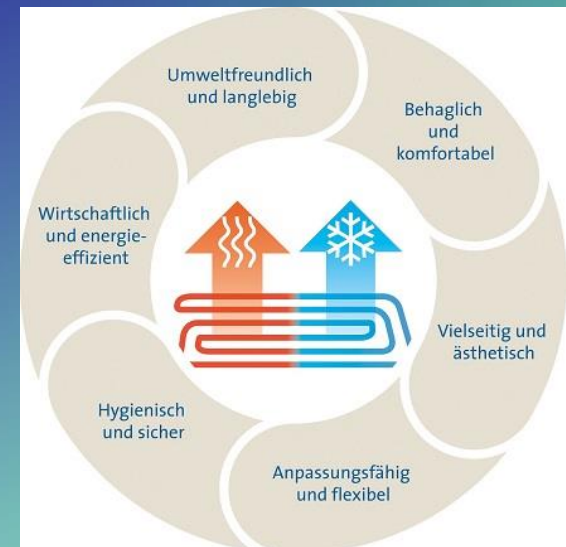 Umweltfreundlich
und langlebig
Behaglich
und
komfortabel
Vielseitig und
ästhetisch
Anpassungsfähig
und flexibel
Hygienisch
und sicher
Wirtschaftlich
und energie-
effizient